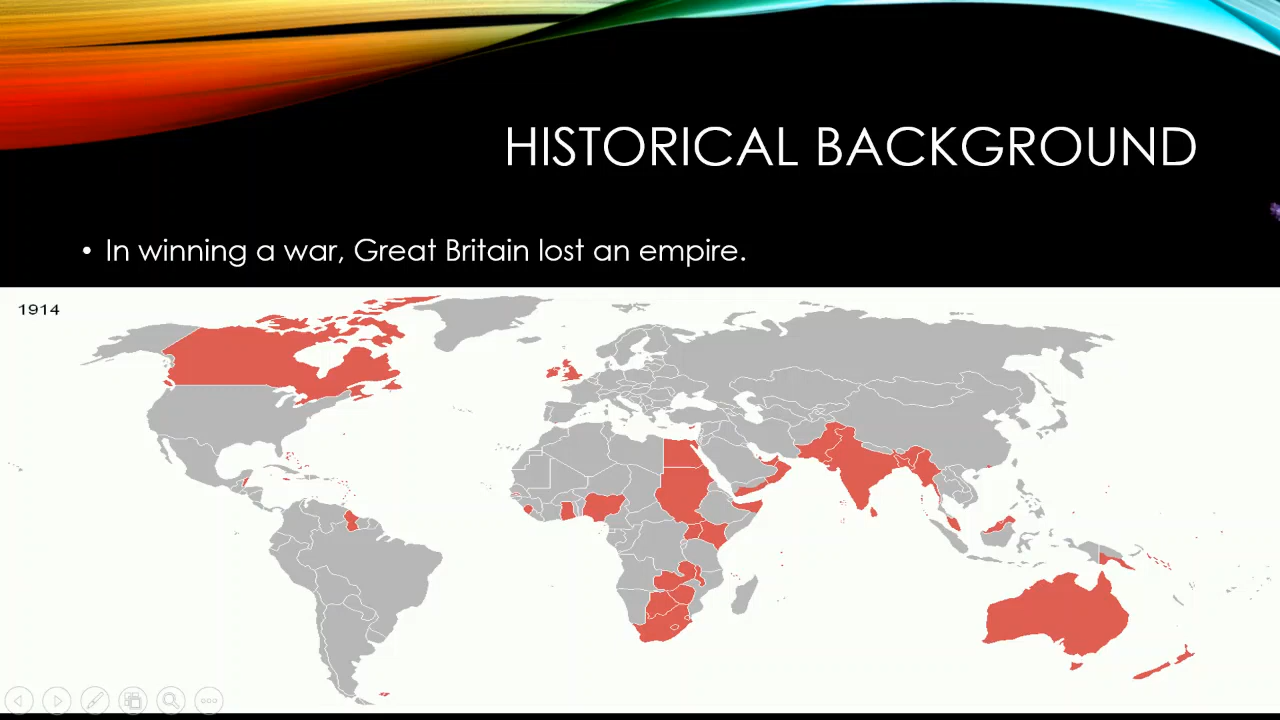 HISTORICAL BACKGROUND
• In winning a war, Great Britain lost an empire.
1914